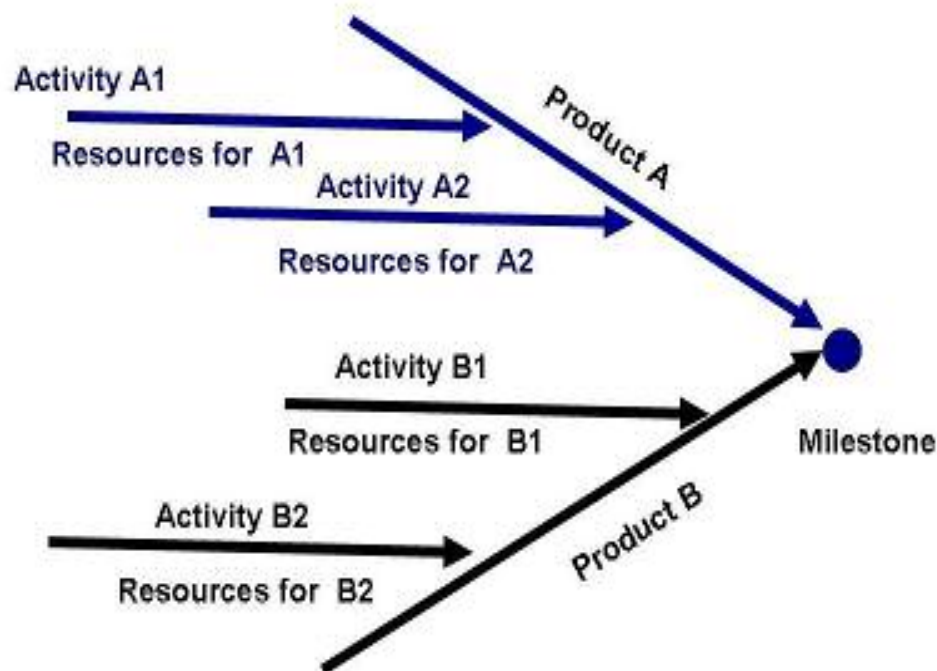 Activity A1
Resources for A1
Product A
Activity A2
Resources for A2
Activity B1
Resources for B1
Milestone
Product B
Activity B2
Resources for B2